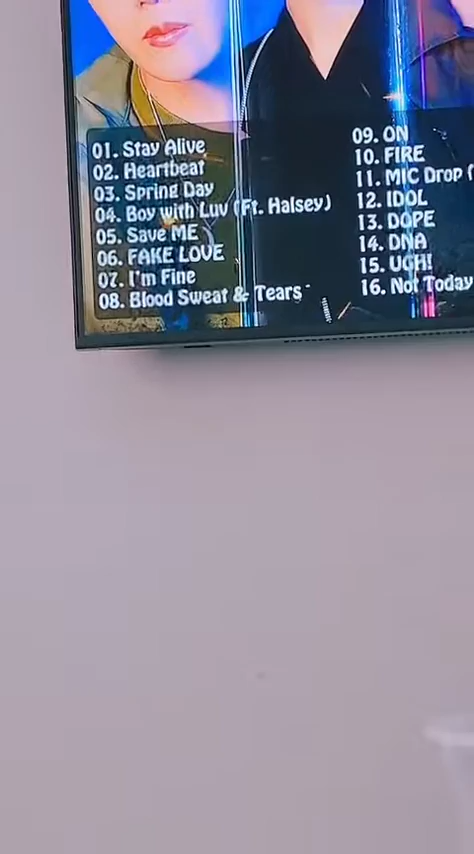 01. Stay Alive
02. Heartbeat
03. Spring Day
04. Boy with Luv (Ft. Halsey)
05. Save ME
06. FAKE LOVE
07. I'm Fine
08. Blood Sweat & Tears
09. ON
10. FIRE
11. MIC Drop (
12. IDOL
13. DOPE
14. DNA
15. UGH!
16. Not Today